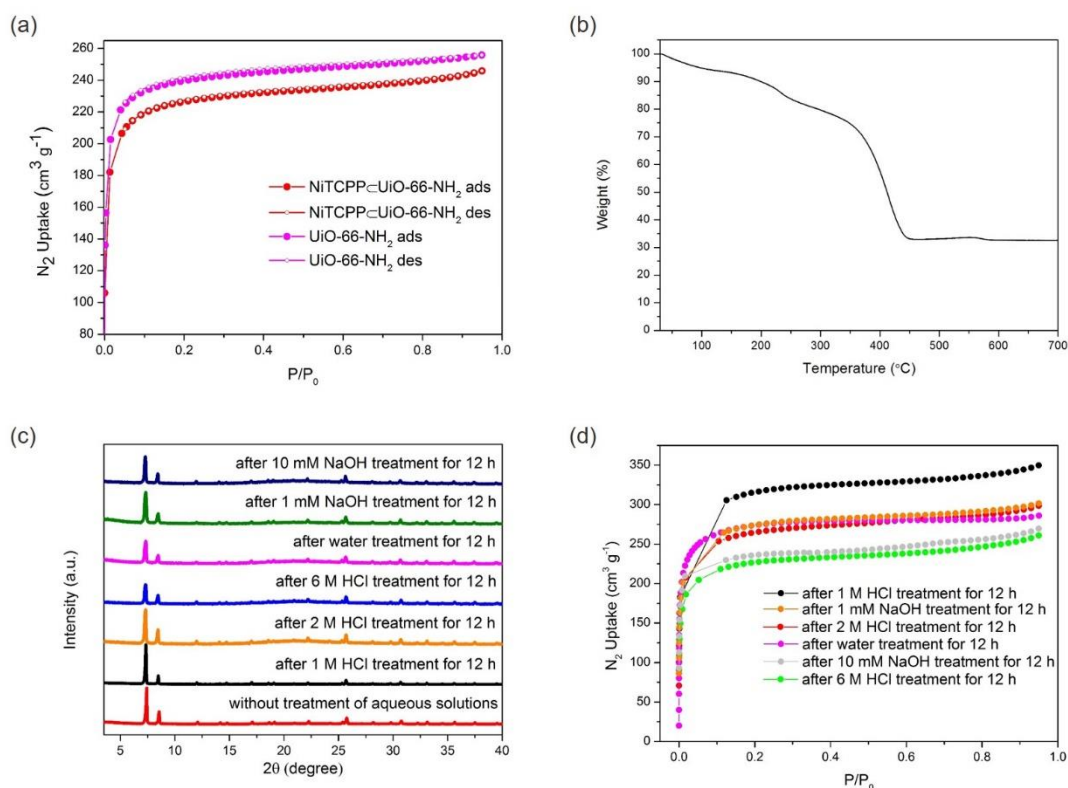 (a)
N₂ Uptake (cm³ g⁻¹)
260
240
220
200
180
160
140
120
100
80
0.0 0.2 0.4 0.6 0.8 1.0
P/P₀
NiTCPP⊂UiO-66-NH₂ ads
NiTCPP⊂UiO-66-NH₂ des
UiO-66-NH₂ ads
UiO-66-NH₂ des
(b)
Weight (%)
100
90
80
70
60
50
40
30
20
10
0
100 200 300 400 500 600 700
Temperature (°C)
(c)
Intensity (a.u.)
after 10 mM NaOH treatment for 12 h
after 1 mM NaOH treatment for 12 h
after water treatment for 12 h
after 6 M HCl treatment for 12 h
after 2 M HCl treatment for 12 h
after 1 M HCl treatment for 12 h
without treatment of aqueous solutions
5 10 15 20 25 30 35 40
2θ (degree)
(d)
N₂ Uptake (cm³ g⁻¹)
350
300
250
200
150
100
50
0
after 1 M HCl treatment for 12 h
after 1 mM NaOH treatment for 12 h
after 2 M HCl treatment for 12 h
after water treatment for 12 h
after 10 mM NaOH treatment for 12 h
after 6 M HCl treatment for 12 h
0.0 0.2 0.4 0.6 0.8 1.0
P/P₀